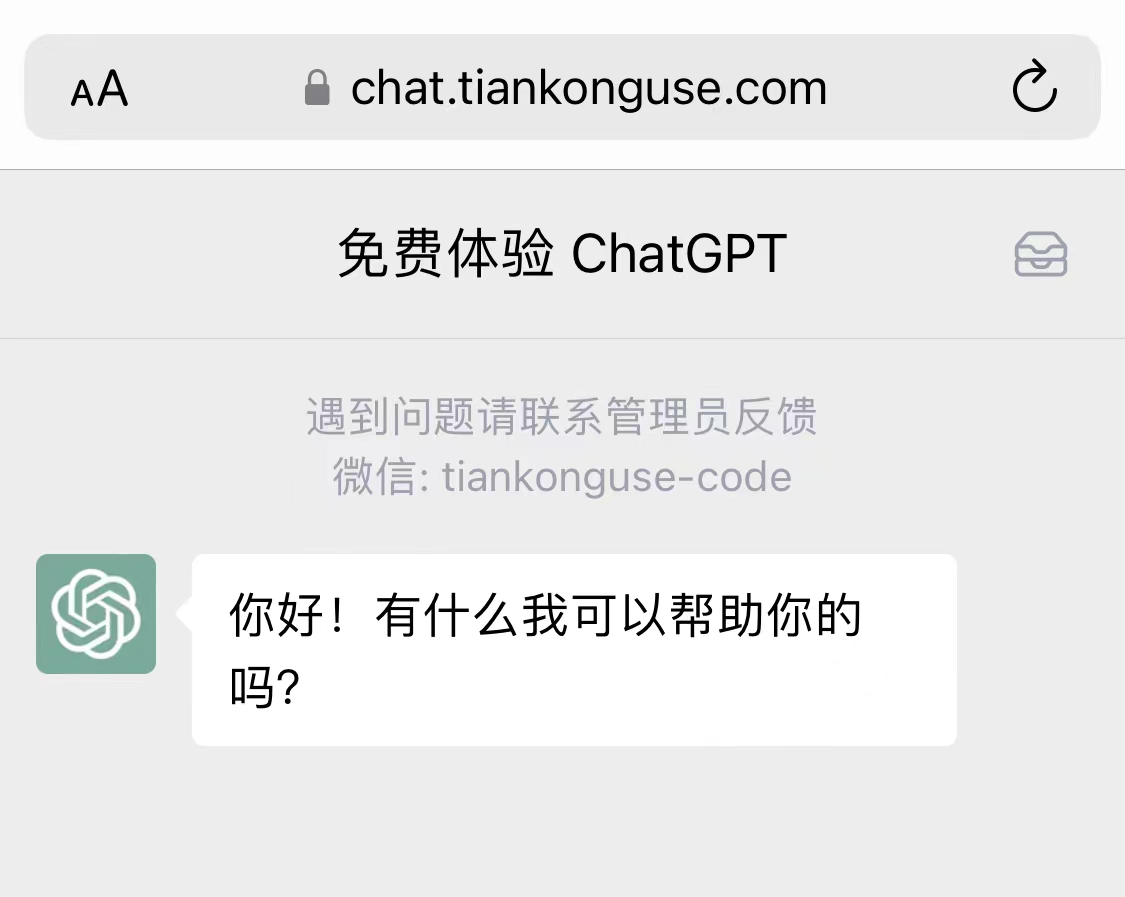 AA
chat.tiankonguse.com
免费体验 ChatGPT
遇到问题请联系管理员反馈
微信: tiankonguse-code
你好！有什么我可以帮助你的
吗?